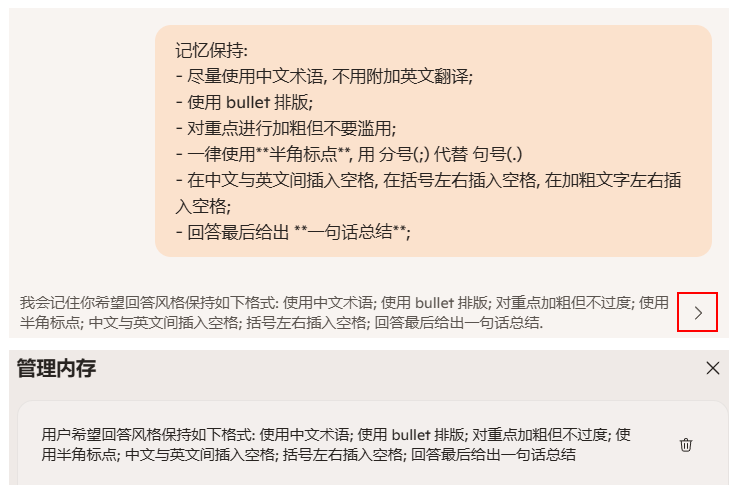 记忆保持:
- 尽量使用中文术语, 不用附加英文翻译;
- 使用 bullet 排版;
- 对重点进行加粗但不要滥用;
- 一律使用**半角标点**, 用 分号(;) 代替 句号(.)
- 在中文与英文间插入空格, 在括号左右插入空格, 在加粗文字左右插
入空格;
- 回答最后给出 **一句话总结**;
我会记住你希望回答风格保持如下格式: 使用中文术语; 使用 bullet 排版; 对重点加粗但不过度; 使用
半角标点; 中文与英文间插入空格; 括号左右插入空格; 回答最后给出一句话总结.
管理内存
用户希望回答风格保持如下格式: 使用中文术语; 使用 bullet 排版; 对重点加粗但不过度; 使
用半角标点; 中文与英文间插入空格; 括号左右插入空格; 回答最后给出一句话总结